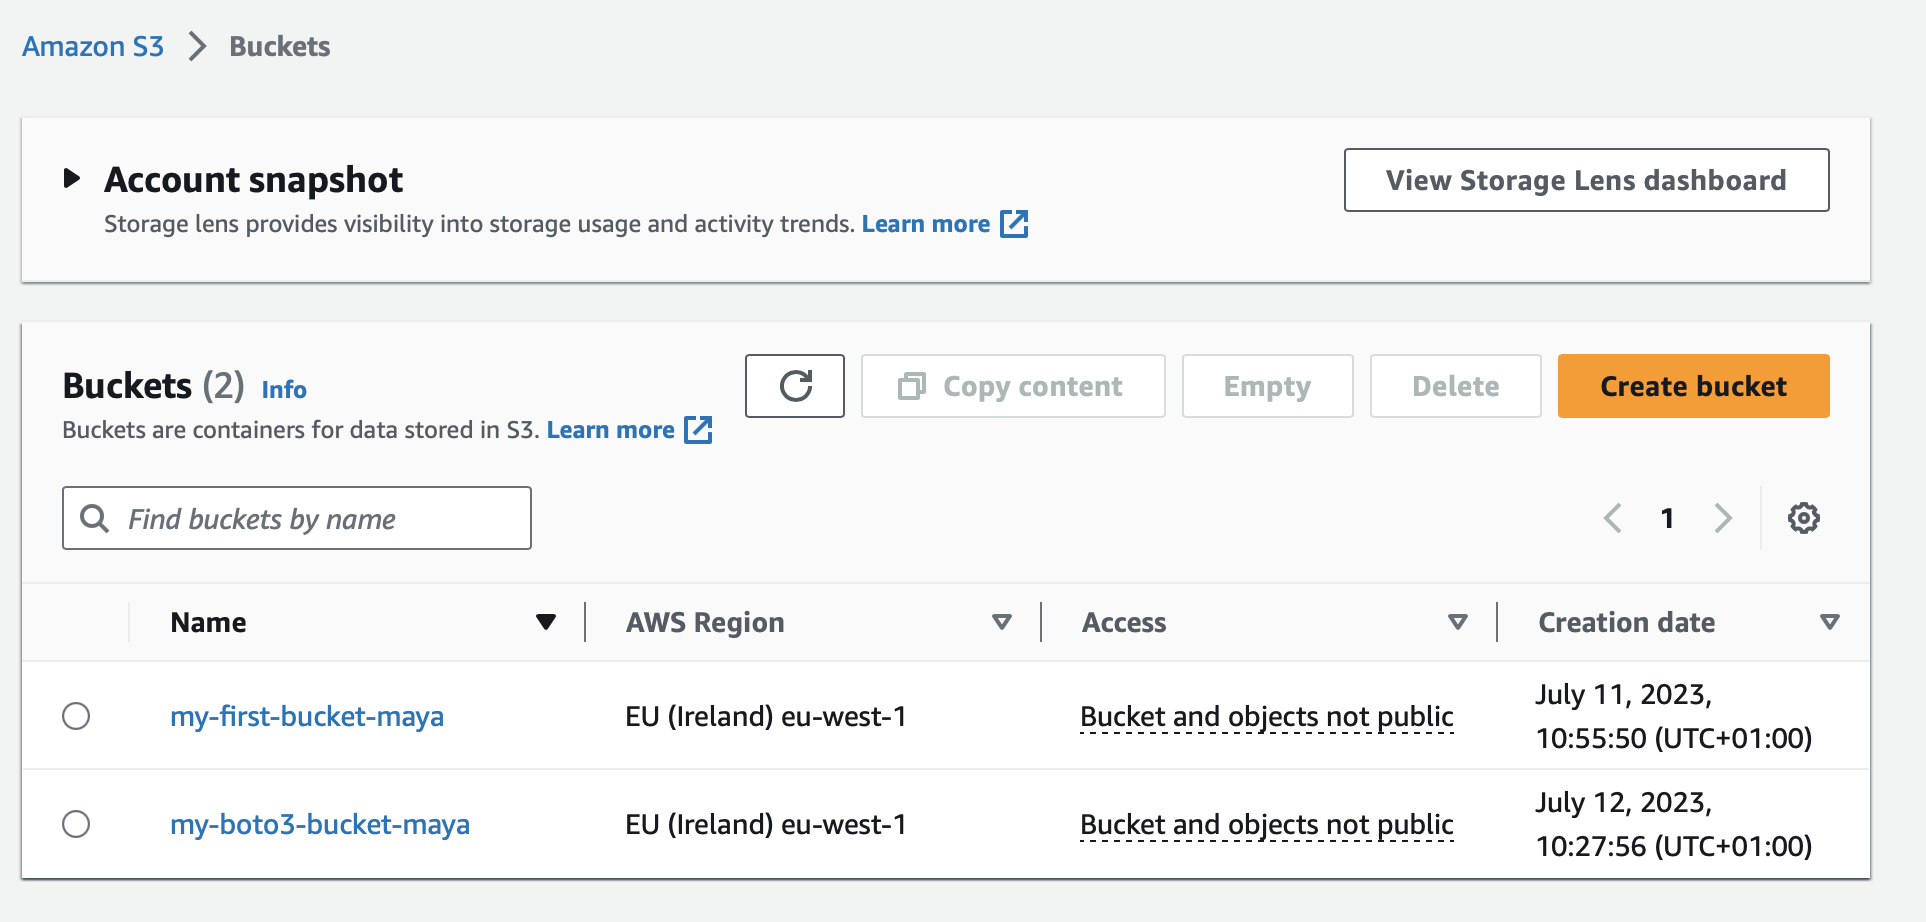 Amazon S3 > Buckets
Account snapshot
View Storage Lens dashboard
Storage lens provides visibility into storage usage and activity trends. Learn more
Buckets (2) Info
Copy content
Empty
Delete
Create bucket
Buckets are containers for data stored in S3. Learn more
Find buckets by name
1
Name AWS Region Access Creation date
my-first-bucket-maya EU (Ireland) eu-west-1 Bucket and objects not public July 11, 2023,
10:55:50 (UTC+01:00)
my-boto3-bucket-maya EU (Ireland) eu-west-1 Bucket and objects not public July 12, 2023,
10:27:56 (UTC+01:00)